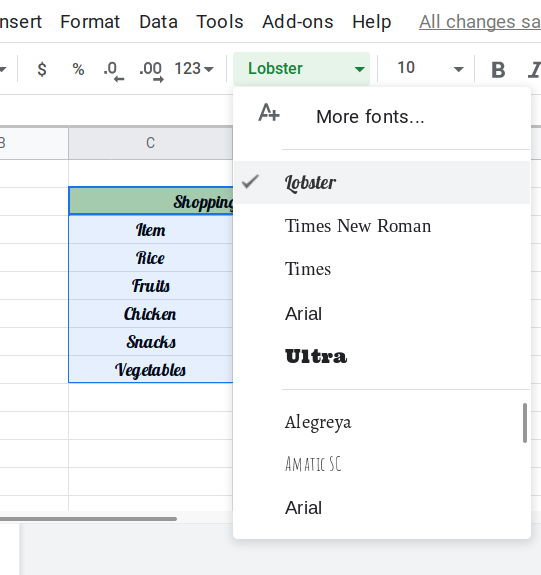 nsert Format Data Tools Add-ons Help All changes sa
$ % .0 .00 123 Lobster 10 B I
More fonts...
B C
Lobster
Shopping
Times New Roman
Item
Rice
Times
Fruits
Arial
Chicken
Snacks
Ultra
Vegetables
Alegreya
Amatic SC
Arial